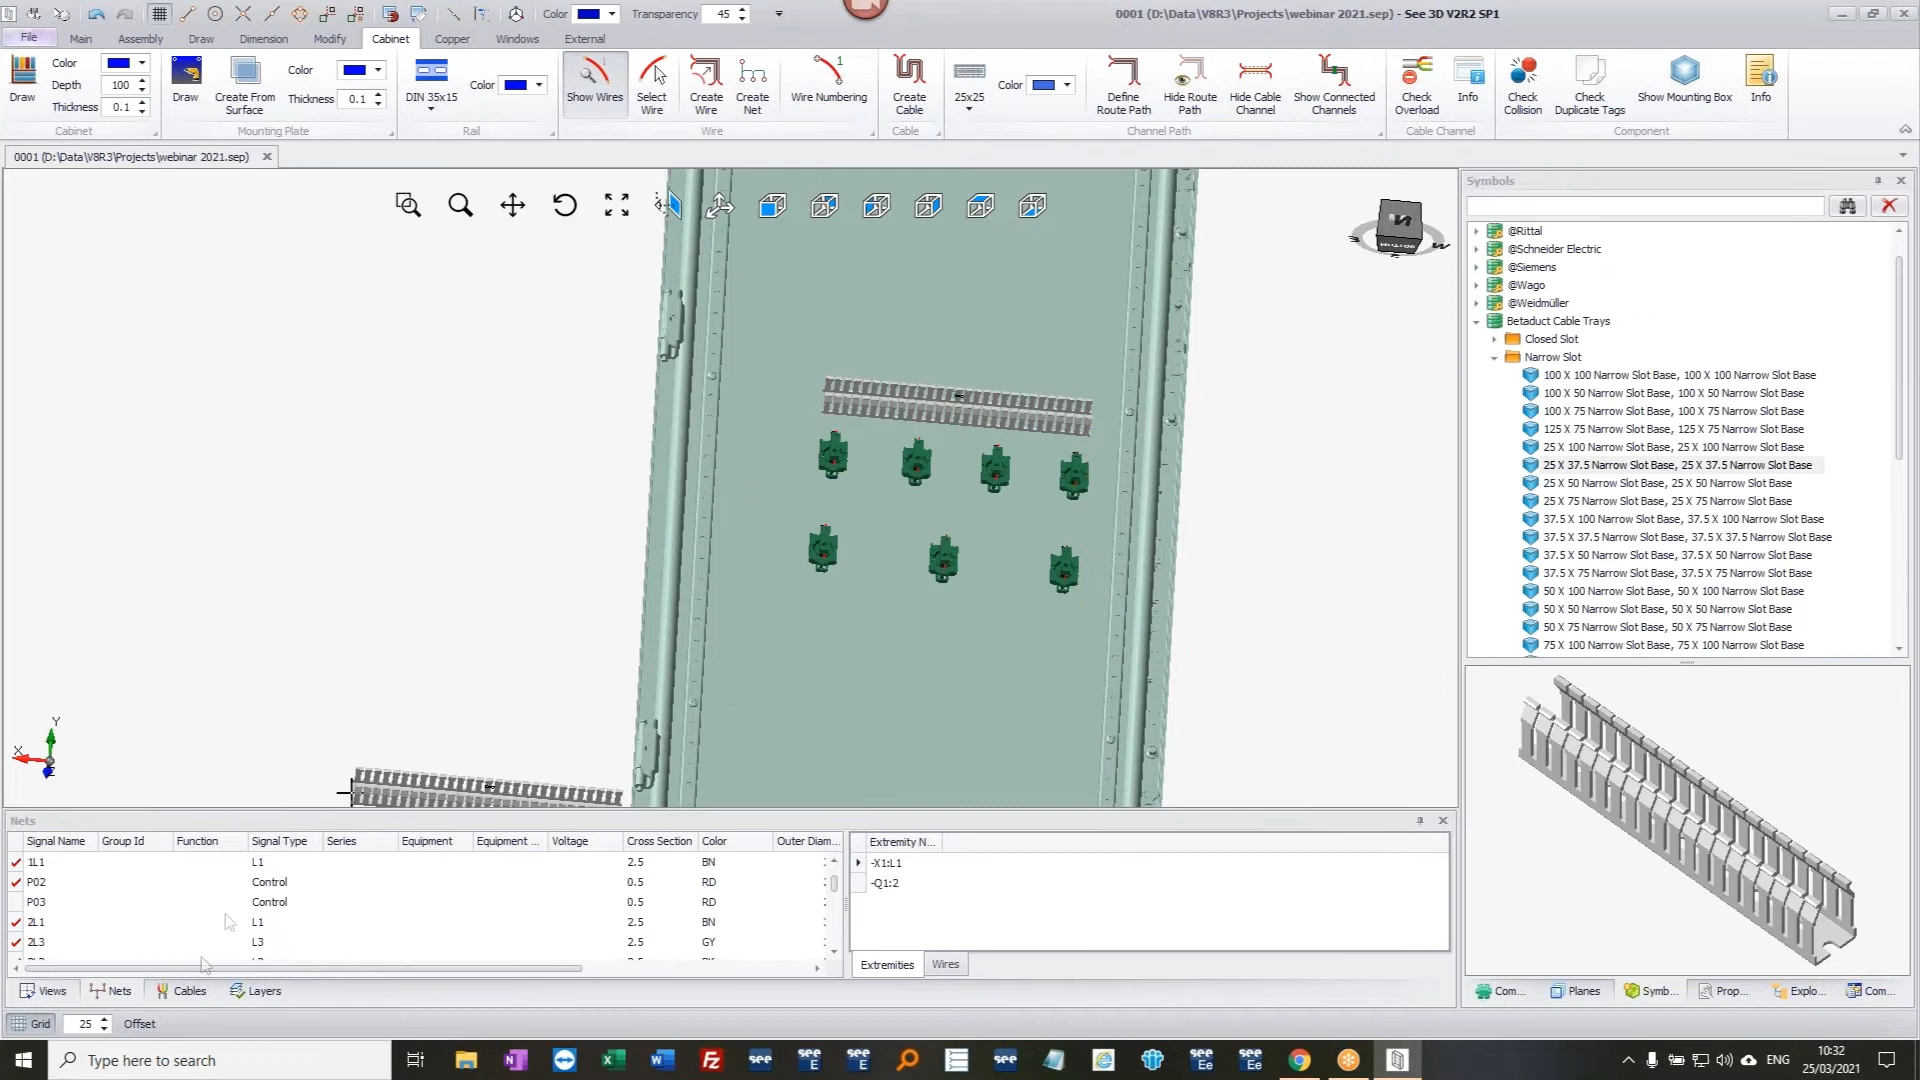 Color
Transparency 45
0001 (D:\Data\V8R3\Projects\webinar 2021.sep) - See 3D V2R2 SP1
File Main Assembly Draw Dimension Modify Cabinet Copper Windows External
Draw
Color
Depth 100
Thickness 0.1
Cabinet
Draw
Create From Surface
Color
Thickness 0.1
Mounting Plate
DIN 35x15
Color
Rail
Show Wires
Select Wire
Create Wire
Create Net
Wire Numbering
Wire
Create Cable
Cable
25x25
Color
Define Route Path
Hide Route Path
Hide Cable Channel
Show Connected Channels
Channel Path
Check Overload
Info
Cable Channel
Check Collision
Check Duplicate Tags
Show Mounting Box
Info
Component
0001 (D:\Data\V8R3\Projects\webinar 2021.sep)
Symbols
@Rittal
@Schneider Electric
@Siemens
@Wago
@Weidmüller
Betaduct Cable Trays
Closed Slot
Narrow Slot
100 X 100 Narrow Slot Base, 100 X 100 Narrow Slot Base
100 X 50 Narrow Slot Base, 100 X 50 Narrow Slot Base
100 X 75 Narrow Slot Base, 100 X 75 Narrow Slot Base
125 X 75 Narrow Slot Base, 125 X 75 Narrow Slot Base
25 X 100 Narrow Slot Base, 25 X 100 Narrow Slot Base
25 X 37.5 Narrow Slot Base, 25 X 37.5 Narrow Slot Base
25 X 50 Narrow Slot Base, 25 X 50 Narrow Slot Base
25 X 75 Narrow Slot Base, 25 X 75 Narrow Slot Base
37.5 X 100 Narrow Slot Base, 37.5 X 100 Narrow Slot Base
37.5 X 37.5 Narrow Slot Base, 37.5 X 37.5 Narrow Slot Base
37.5 X 50 Narrow Slot Base, 37.5 X 50 Narrow Slot Base
37.5 X 75 Narrow Slot Base, 37.5 X 75 Narrow Slot Base
50 X 100 Narrow Slot Base, 50 X 100 Narrow Slot Base
50 X 50 Narrow Slot Base, 50 X 50 Narrow Slot Base
50 X 75 Narrow Slot Base, 50 X 75 Narrow Slot Base
75 X 100 Narrow Slot Base, 75 X 100 Narrow Slot Base
Y
X
Z
Nets
Signal Name Group Id Function Signal Type Series Equipment Equipment ... Voltage Cross Section Color Outer Diam...
1L1 L1 2.5 BN
P02 Control 0.5 RD
P03 Control 0.5 RD
2L1 L1 2.5 BN
2L3 L3 2.5 GY
Extremity N...
-X1:L1
-Q1:2
Extremities Wires
Views Nets Cables Layers
Com... Planes Symb... Prop... Explo... Com...
Grid 25 Offset
Type here to search
ENG
10:32
25/03/2021